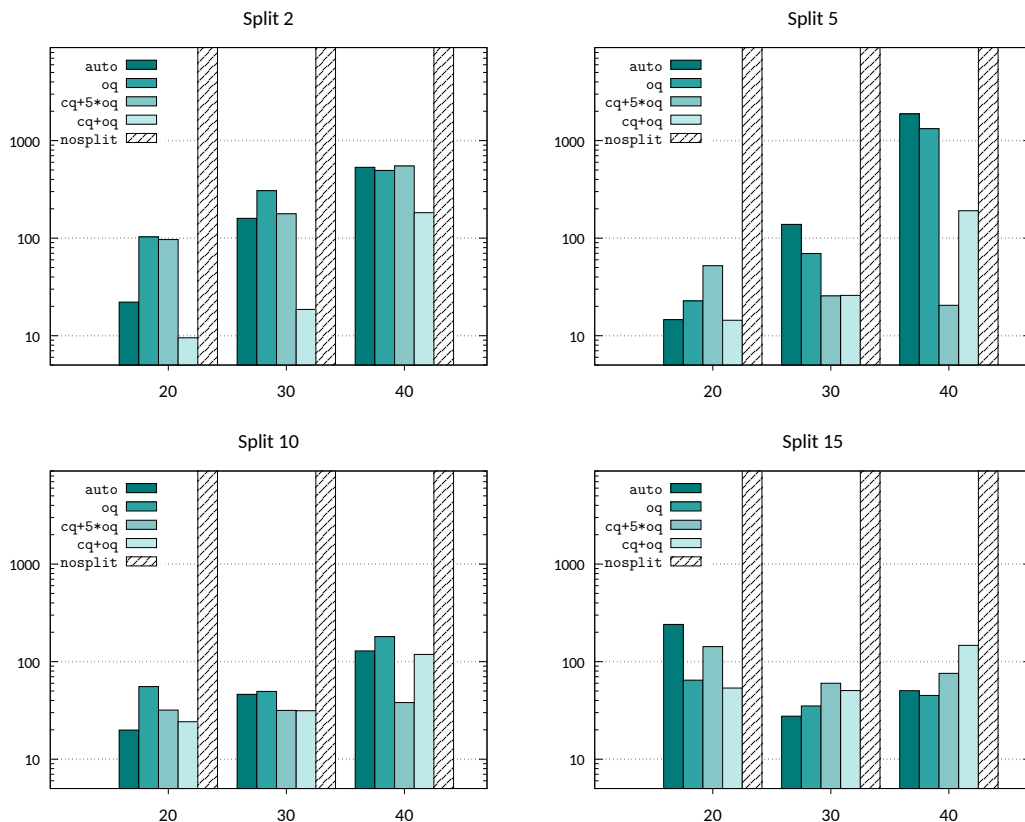 Split 2
auto
oq
cq+5*oq
cq+oq
nosplit
1000
100
10
20 30 40
Split 5
auto
oq
cq+5*oq
cq+oq
nosplit
1000
100
10
20 30 40
Split 10
auto
oq
cq+5*oq
cq+oq
nosplit
1000
100
10
20 30 40
Split 15
auto
oq
cq+5*oq
cq+oq
nosplit
1000
100
10
20 30 40